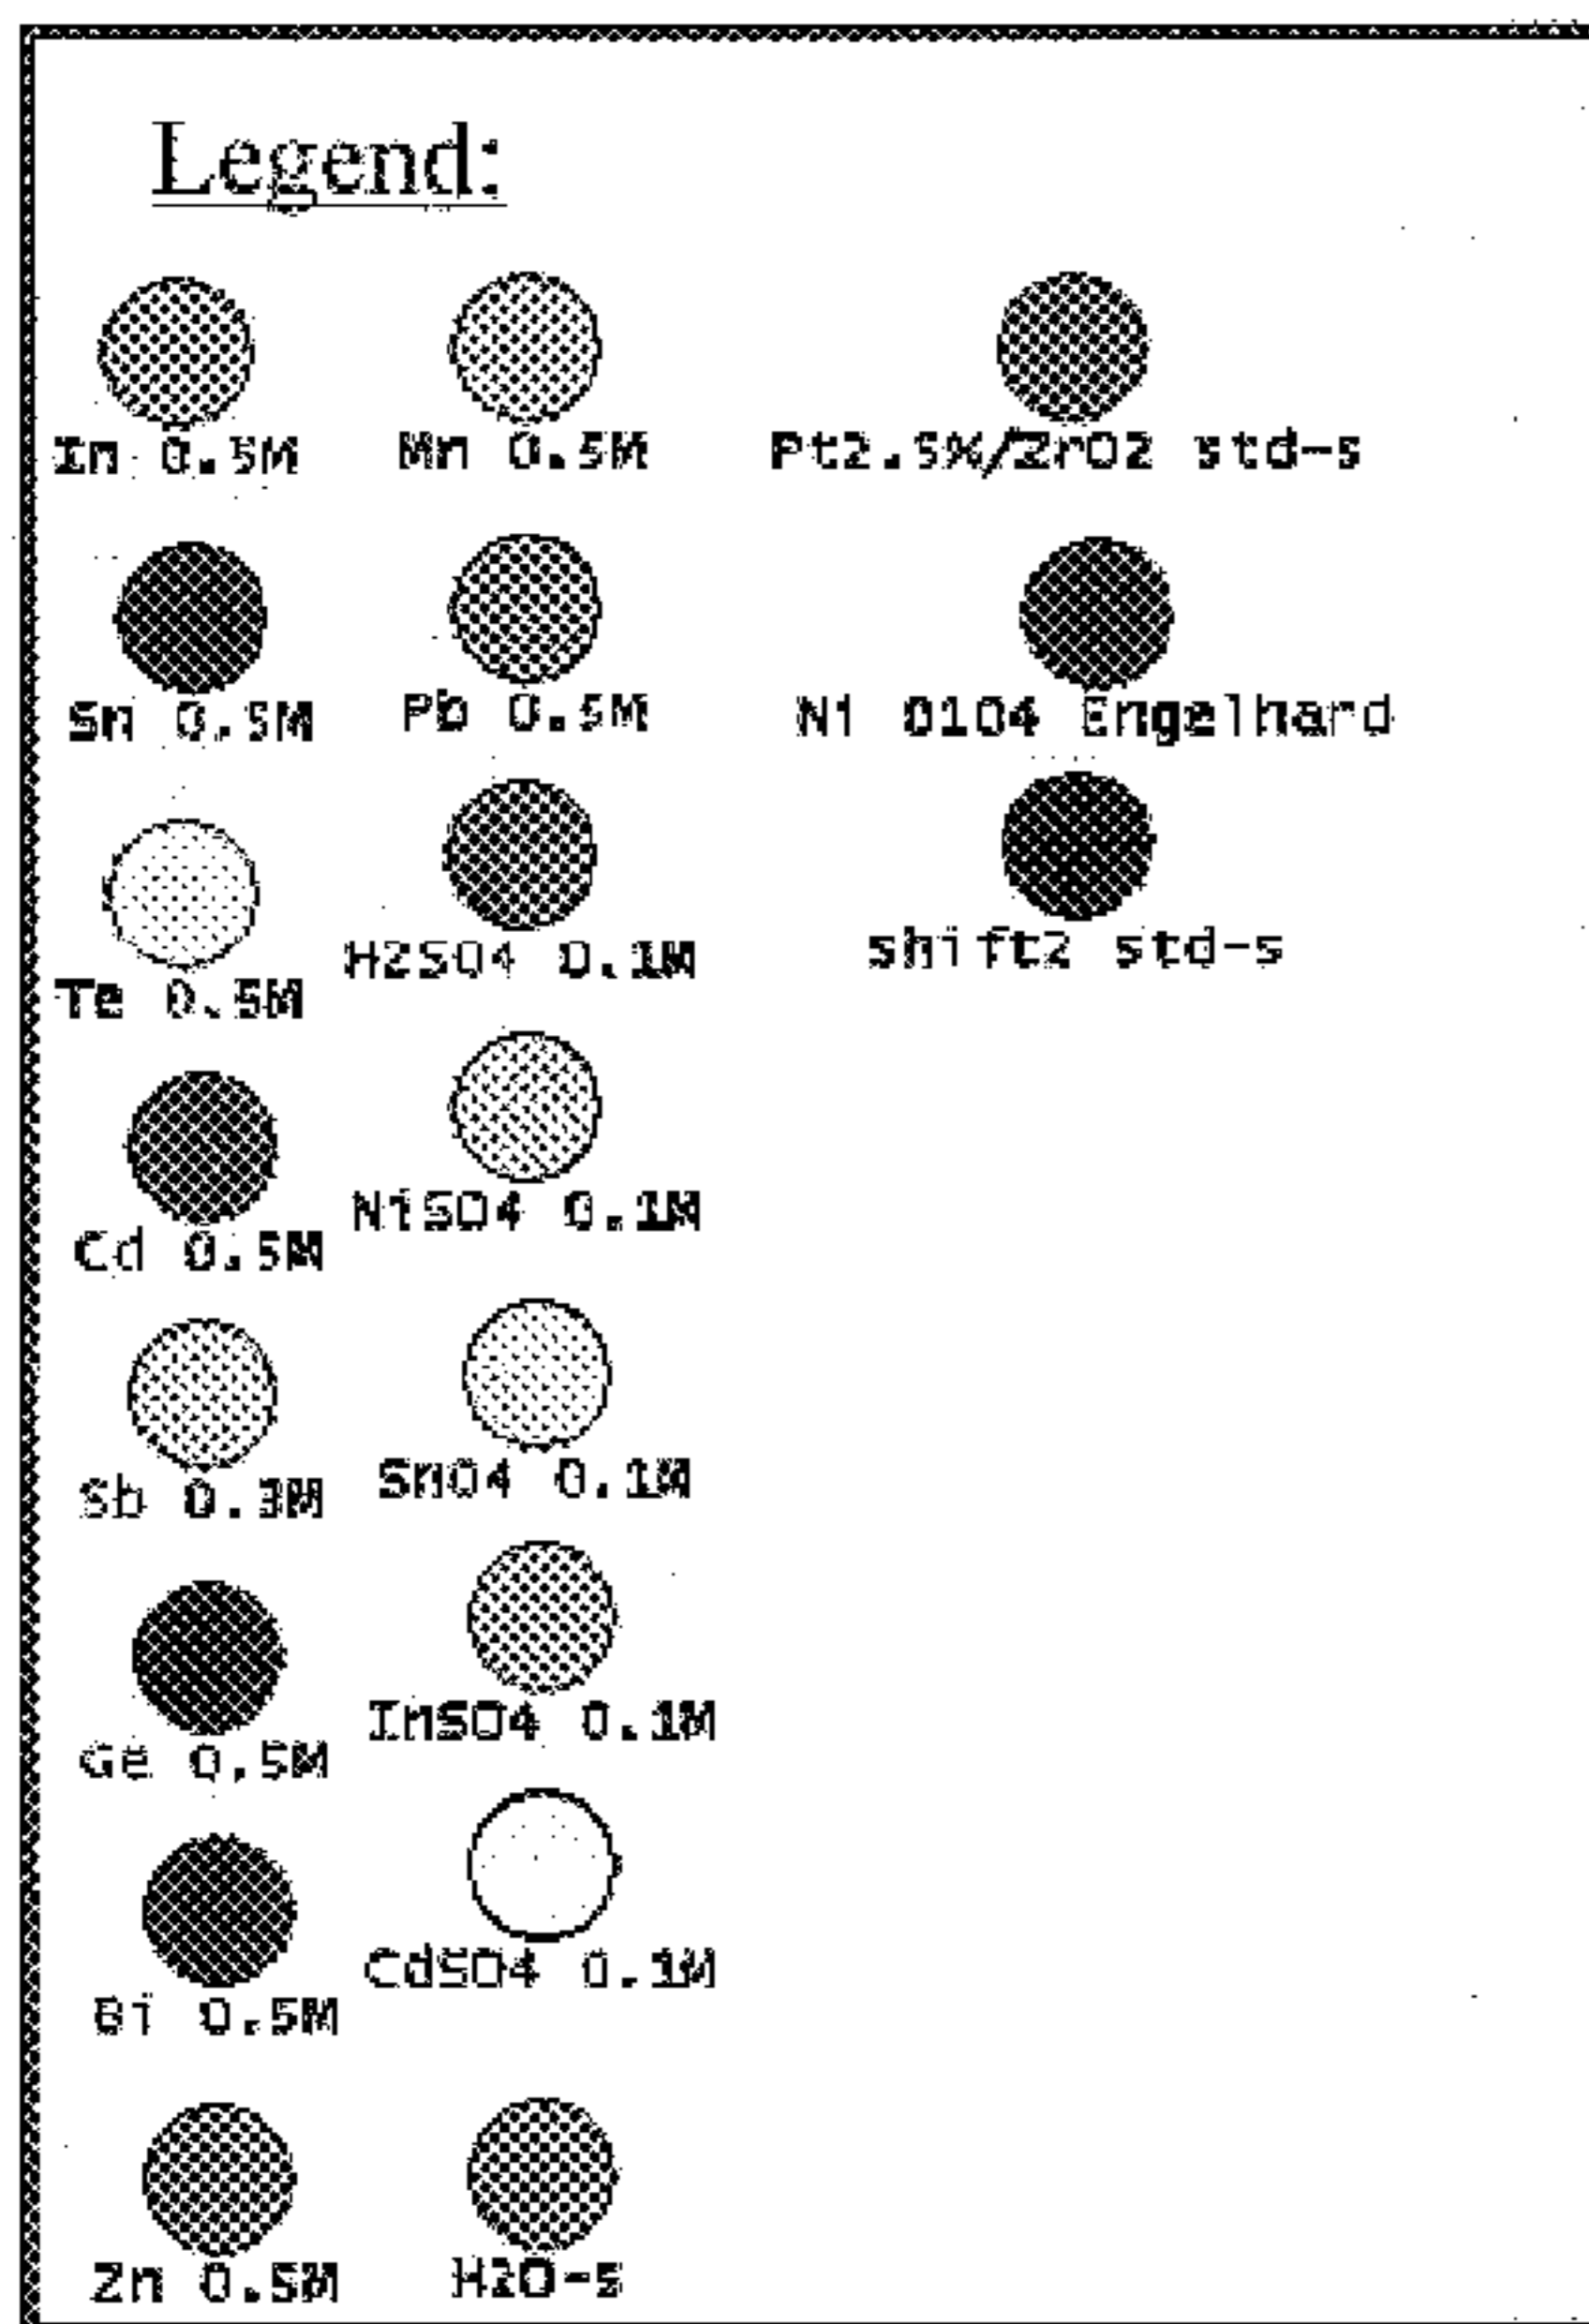 Legend:
In 0.5M
Mn 0.5M
Pt2.5%/ZrO2 std-s
Sn 0.5M
Pb 0.5M
Ni 0104 Engelhard
Te 0.5M
H2SO4 0.1M
shift2 std-s
Cd 0.5M
NiSO4 0.1M
Sb 0.3M
SnO4 0.1M
Ge 0.5M
InSO4 0.1M
Bi 0.5M
CdSO4 0.1M
Zn 0.5M
H2O-s